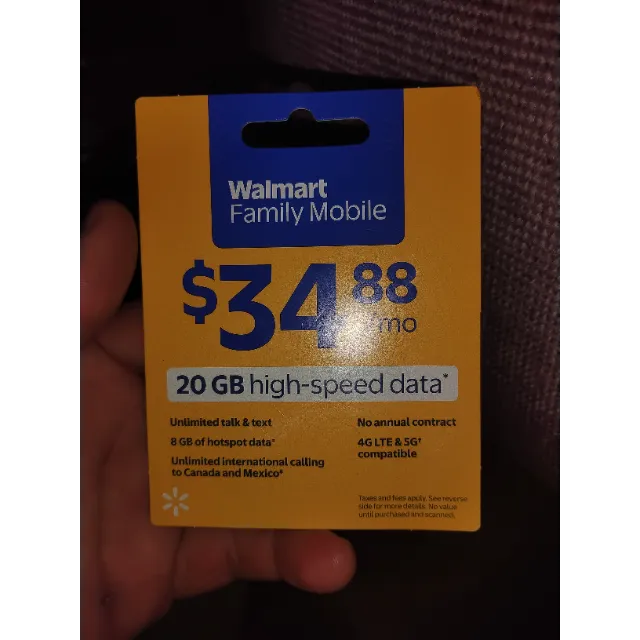 Walmart
Family Mobile
$34.88
/mo
20 GB high-speed data*
Unlimited talk & text
8 GB of hotspot data*
Unlimited international calling
to Canada and Mexico*
No annual contract
4G LTE & 5G†
compatible
Taxes and fees apply. See reverse
side for more details. No value
until purchased and scanned.